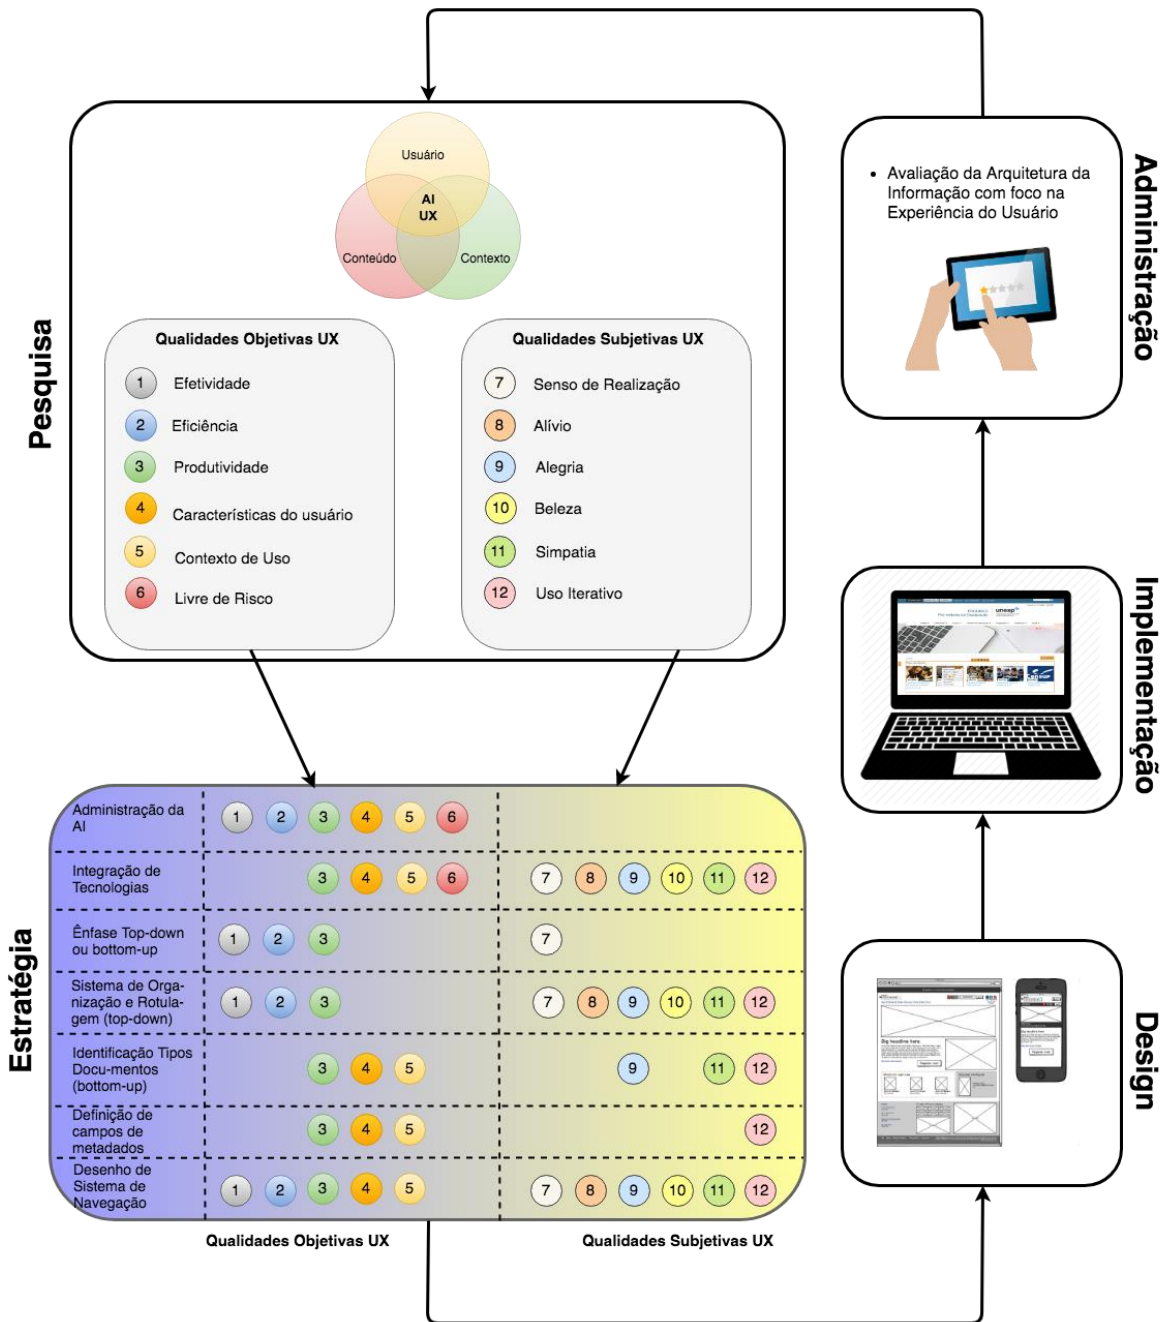 Pesquisa
Usuário
AI
UX
Conteúdo
Contexto
Qualidades Objetivas UX
1 Efetividade
2 Eficiência
3 Produtividade
4 Características do usuário
5 Contexto de Uso
6 Livre de Risco
Qualidades Subjetivas UX
7 Senso de Realização
8 Alívio
9 Alegria
10 Beleza
11 Simpatia
12 Uso Iterativo
Estratégia
Administração da
AI
1 2 3 4 5 6
Integração de
Tecnologias
3 4 5 6 7 8 9 10 11 12
Ênfase Top-down
ou bottom-up
1 2 3 7
Sistema de Orga-
nização e Rotula-
gem (top-down)
1 2 3 7 8 9 10 11 12
Identificação Tipos
Docu-mentos
(bottom-up)
3 4 5 9 11 12
Definição de
campos de
metadados
3 4 5 12
Desenho de
Sistema de
Navegação
1 2 3 4 5 7 8 9 10 11 12
Qualidades Objetivas UX
Qualidades Subjetivas UX
Design
Big headline here
Implementação
unesp
Administração
• Avaliação da Arquitetura da
Informação com foco na
Experiência do Usuário